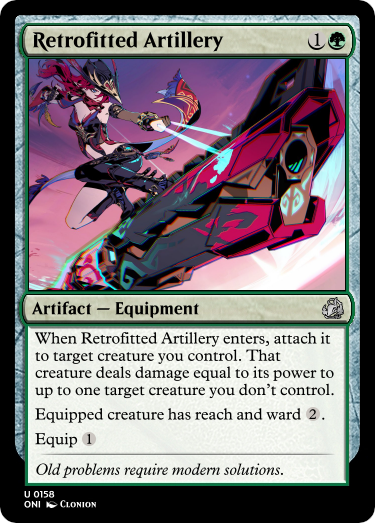 Retrofitted Artillery 1
Artifact — Equipment
When Retrofitted Artillery enters, attach it
to target creature you control. That
creature deals damage equal to its power to
up to one target creature you don't control.
Equipped creature has reach and ward 2.
Equip 1
Old problems require modern solutions.
U 0158
ONI Clonion